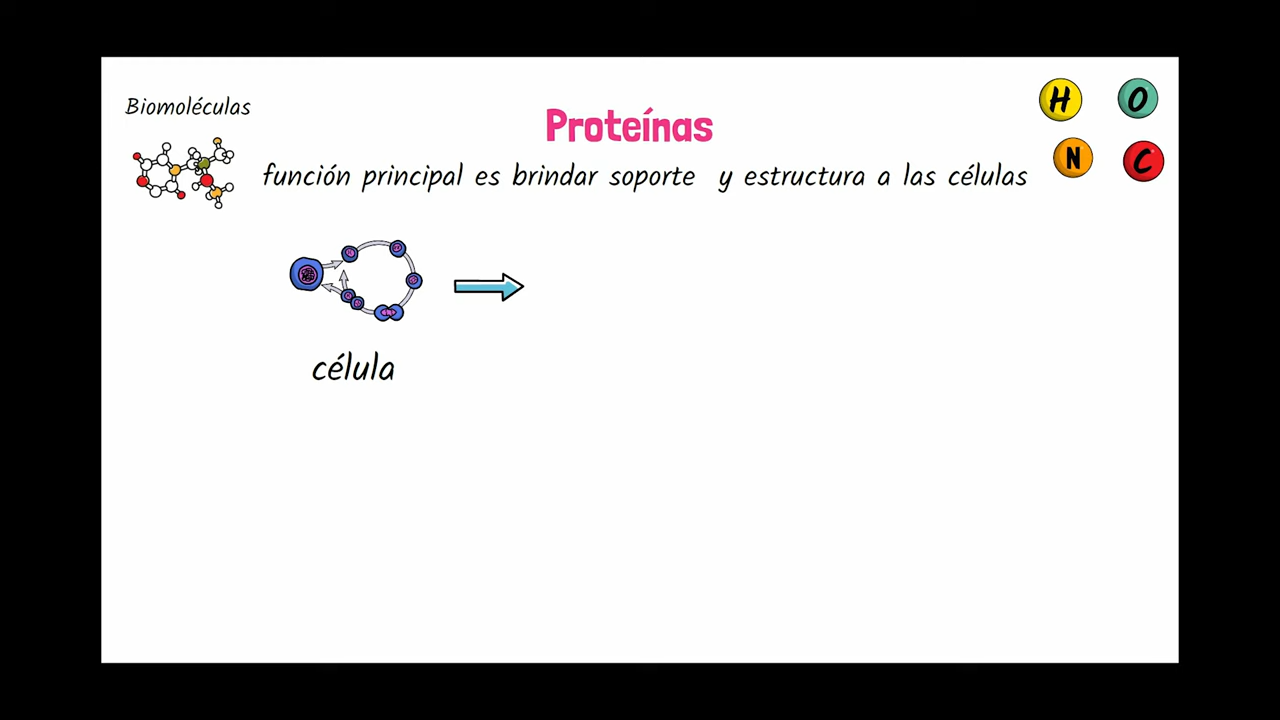 Biomoléculas
Proteínas
H O
N C
función principal es brindar soporte y estructura a las células
célula